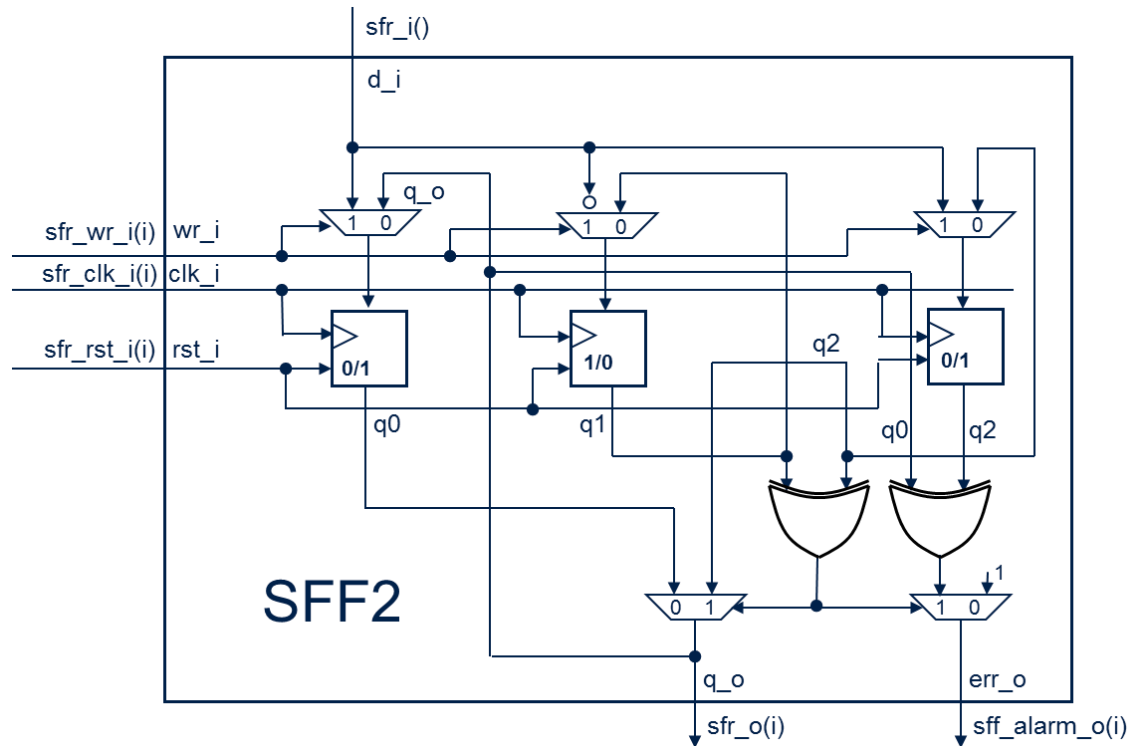 sfr_i()
d_i
q_o
1 0
1 0
1 0
sfr_wr_i(i) wr_i
sfr_clk_i(i) clk_i
sfr_rst_i(i) rst_i
0/1
1/0
q2
0/1
q0
q1
q0
q2
1
SFF2
0 1
1 0
q_o
err_o
sfr_o(i)
sff_alarm_o(i)